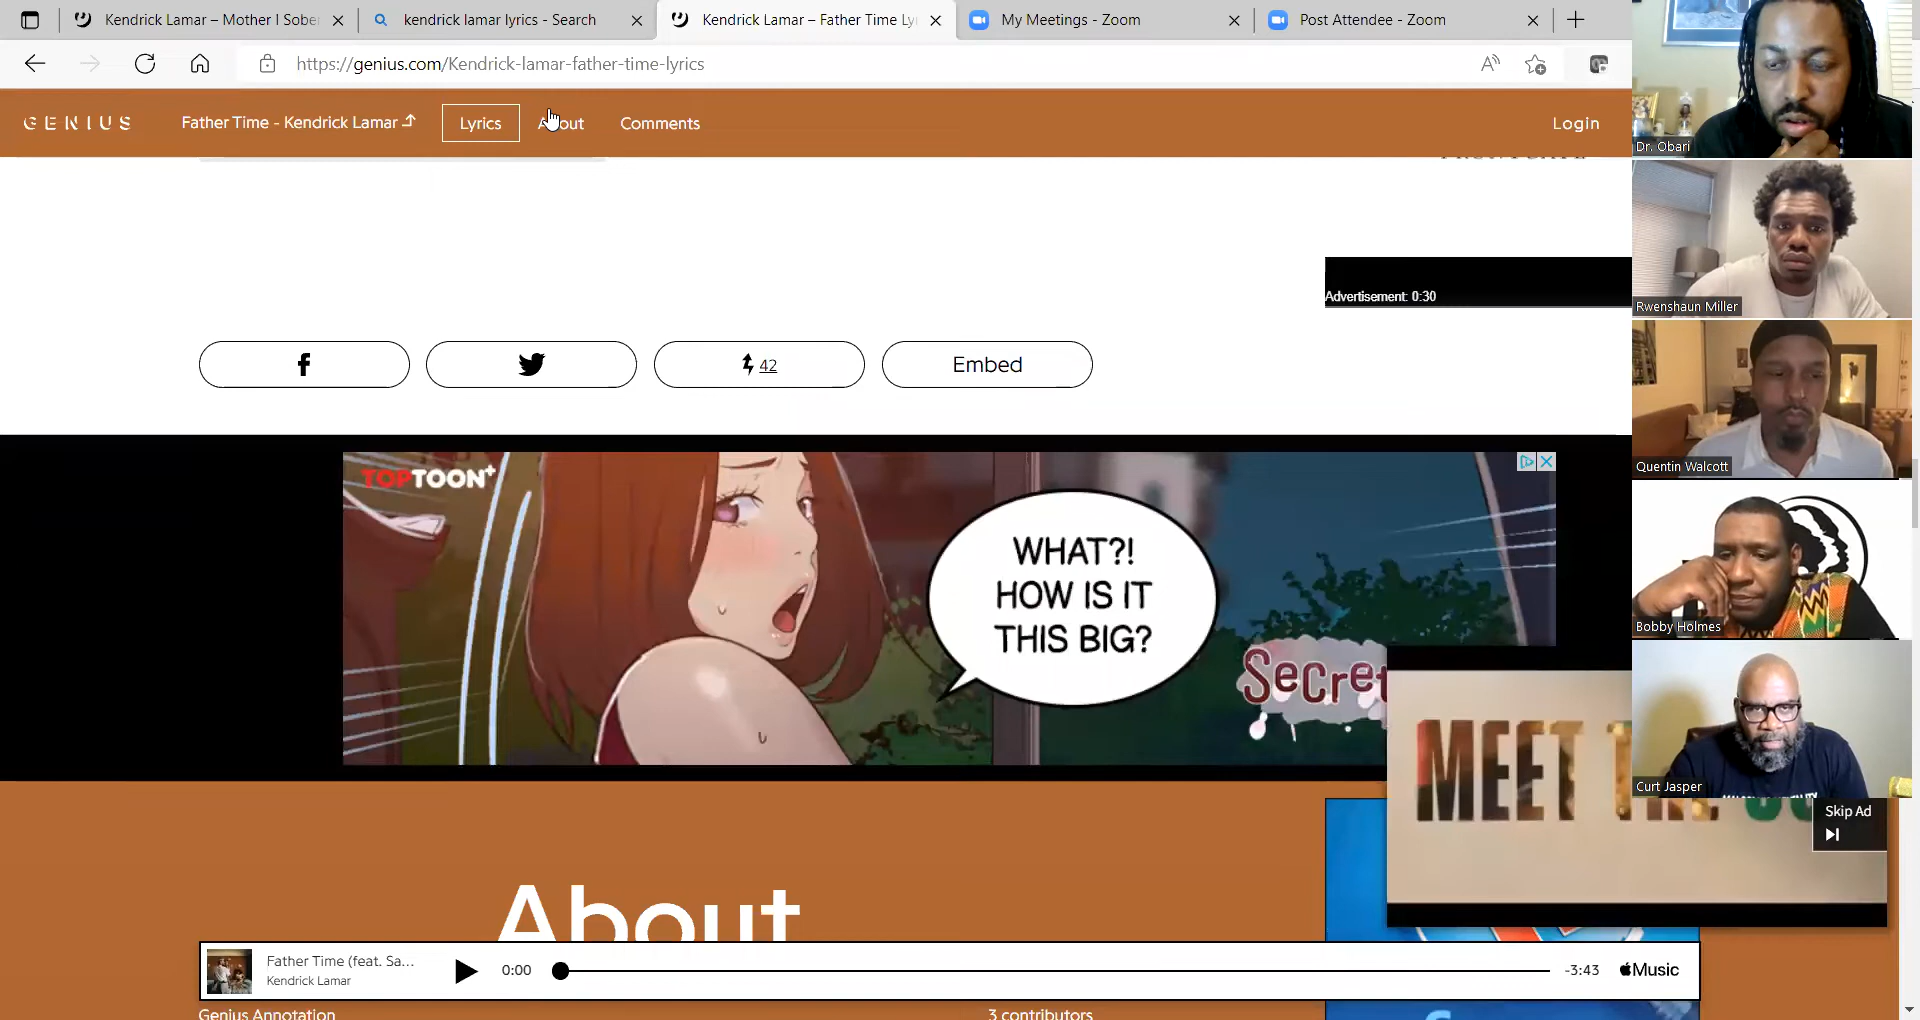 Kendrick Lamar – Mother I Sobe
kendrick lamar lyrics - Search
Kendrick Lamar – Father Time Ly
My Meetings - Zoom
Post Attendee - Zoom
https://genius.com/Kendrick-lamar-father-time-lyrics
GENIUS
Father Time - Kendrick Lamar
Lyrics
About
Comments
Login
Advertisement: 0:30
42
Embed
TOPTOON+
WHAT?!
HOW IS IT
THIS BIG?
Secret
MEET
Skip Ad
About
Father Time (feat. Sa...
Kendrick Lamar
0:00
-3:43
Music
Genius Annotation
3 contributors
Dr. Obari
Rwenshaun Miller
Quentin Walcott
Bobby Holmes
Curt Jasper